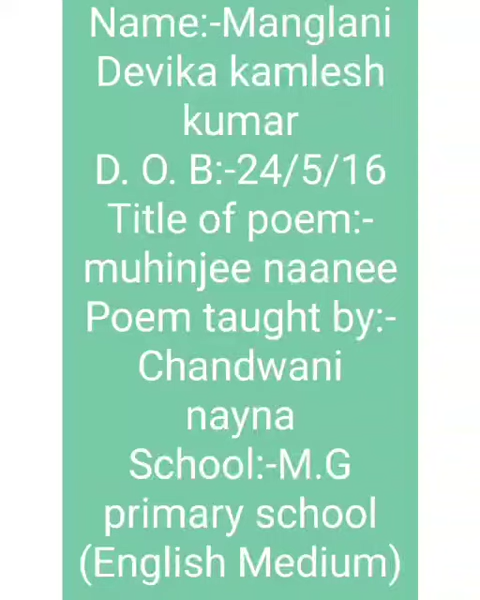 Name:-Manglani
Devika kamlesh
kumar
D. O. B:-24/5/16
Title of poem:-
muhinjee naanee
Poem taught by:-
Chandwani
nayna
School:-M.G
primary school
(English Medium)